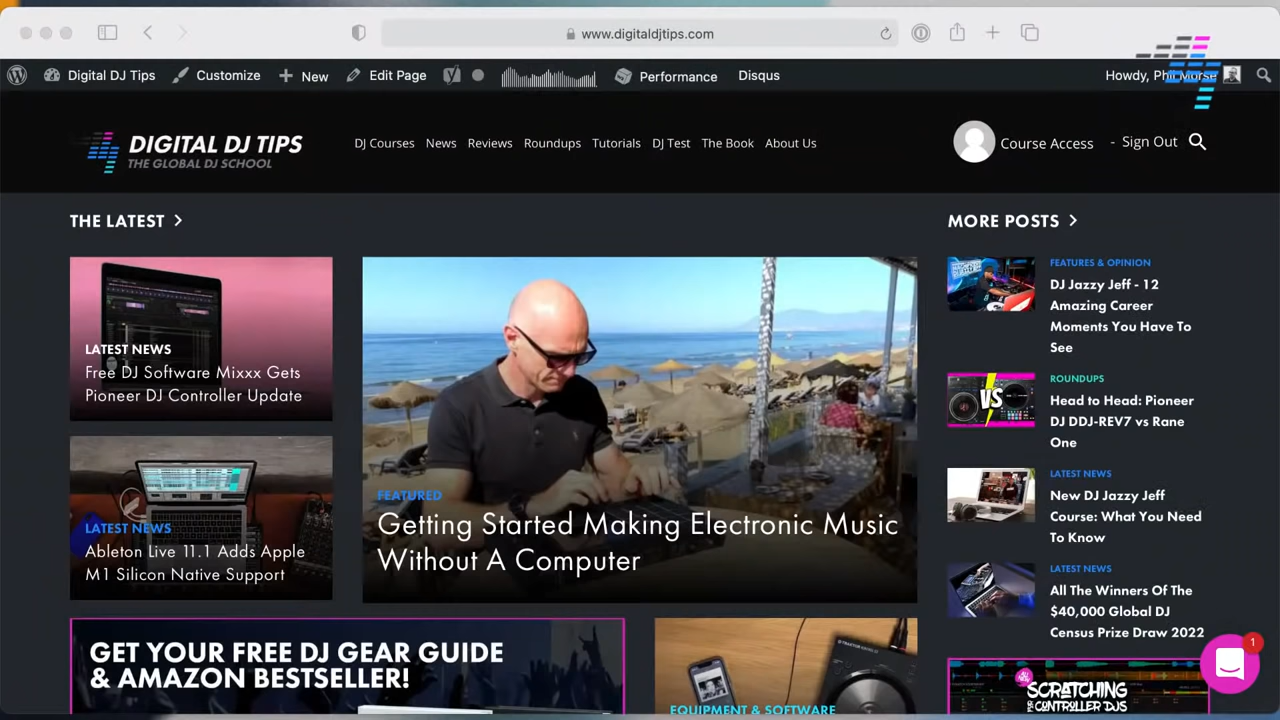 www.digitaldjtips.com
Digital DJ Tips
Customize
New
Edit Page
Performance
Disqus
Howdy, Phil Morse
DIGITAL DJ TIPS
THE GLOBAL DJ SCHOOL
DJ Courses
News
Reviews
Roundups
Tutorials
DJ Test
The Book
About Us
Course Access
- Sign Out
THE LATEST
LATEST NEWS
Free DJ Software Mixxx Gets
Pioneer DJ Controller Update
LATEST NEWS
Ableton Live 11.1 Adds Apple
M1 Silicon Native Support
FEATURED
Getting Started Making Electronic Music
Without A Computer
GET YOUR FREE DJ GEAR GUIDE
& AMAZON BESTSELLER!
EQUIPMENT & SOFTWARE
MORE POSTS
FEATURES & OPINION
DJ Jazzy Jeff - 12
Amazing Career
Moments You Have To
See
ROUNDUPS
VS
Head to Head: Pioneer
DJ DDJ-REV7 vs Rane
One
LATEST NEWS
New DJ Jazzy Jeff
Course: What You Need
To Know
LATEST NEWS
All The Winners Of The
$40,000 Global DJ
Census Prize Draw 2022
1
SCRATCHING
FOR CONTROLLER DJS